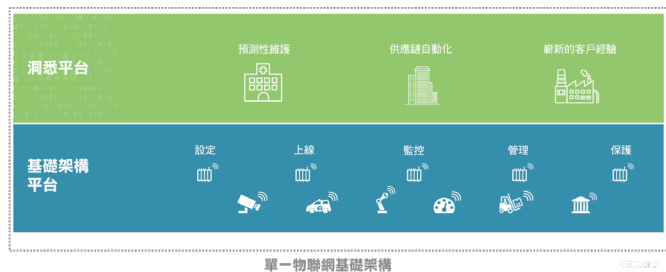 預測性維護
供應鏈自動化
嶄新的客戶經驗
洞悉平台
設定
上線
監控
管理
保護
基礎架構
平台
單一物聯網基礎架構